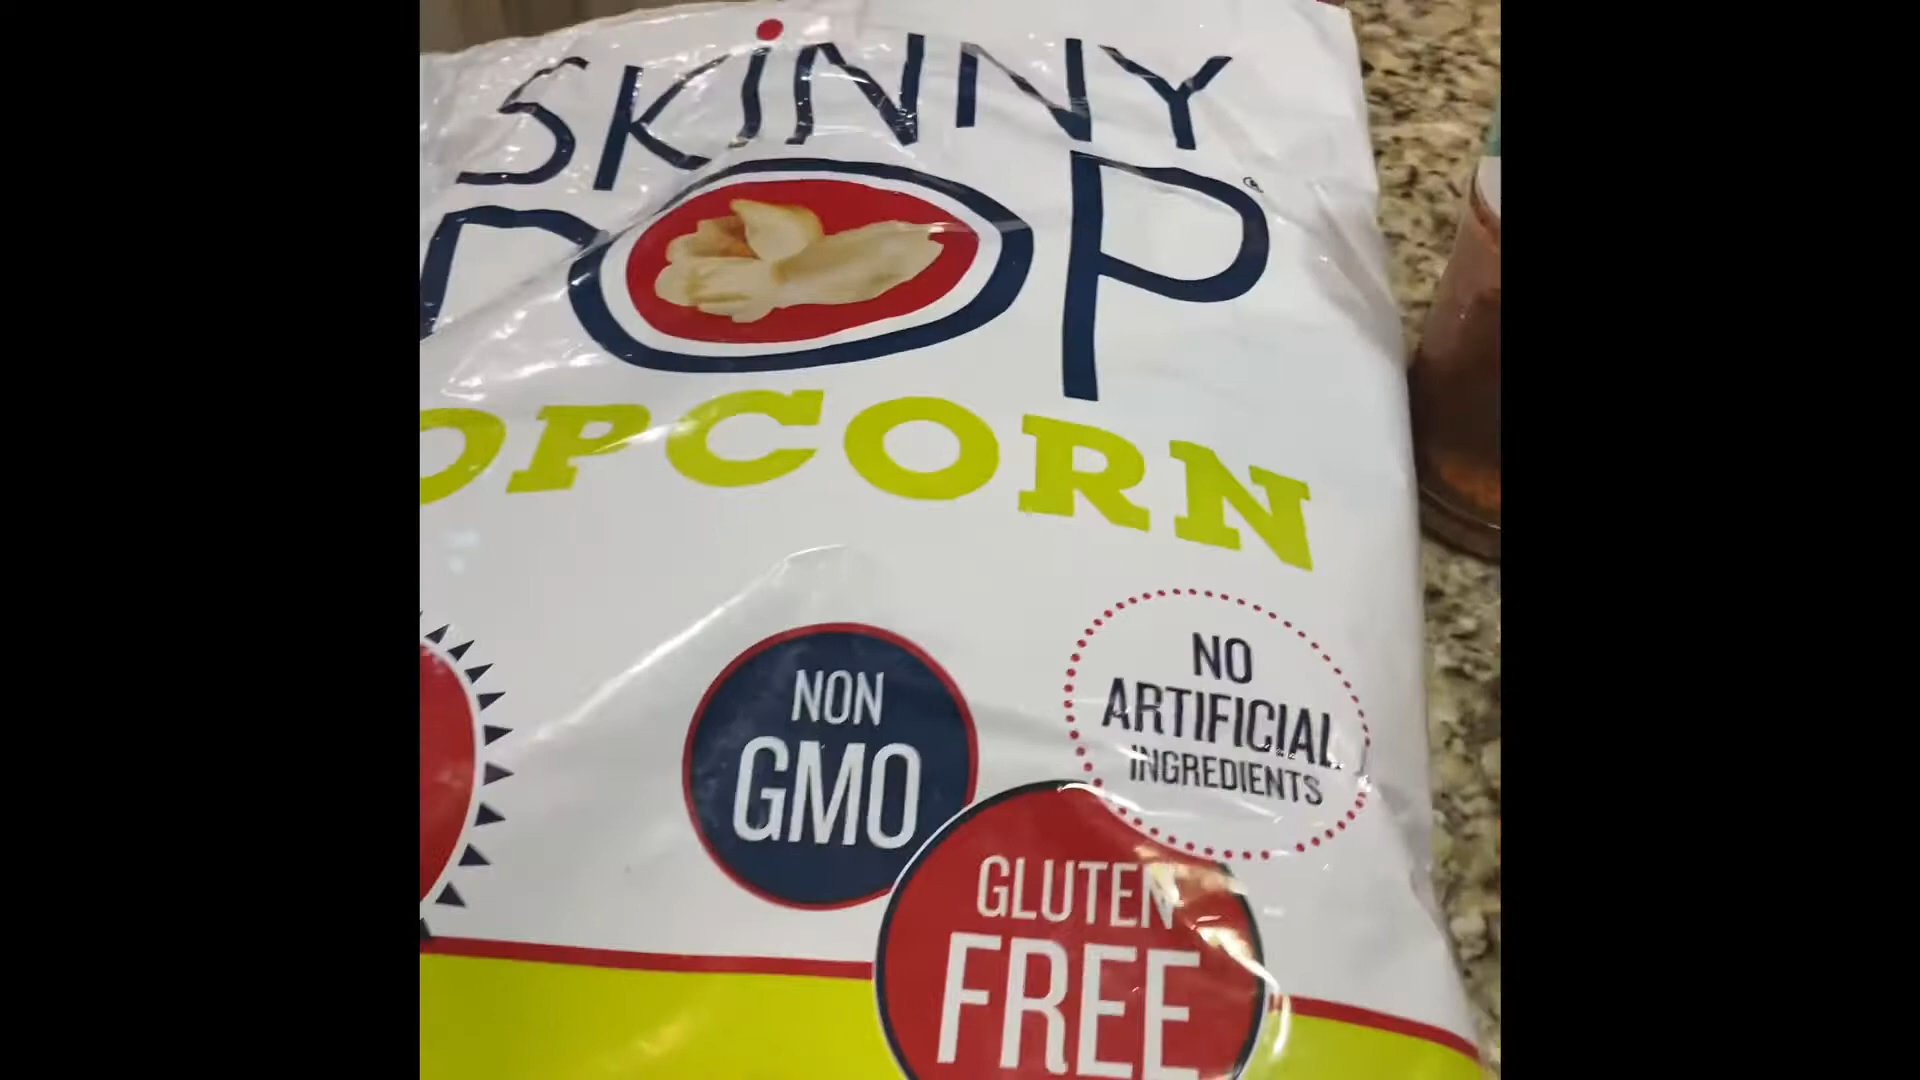 SKiNNY
POP®
OPCORN
NON
GMO
NO
ARTIFICIAL
INGREDIENTS
GLUTEN
FREE